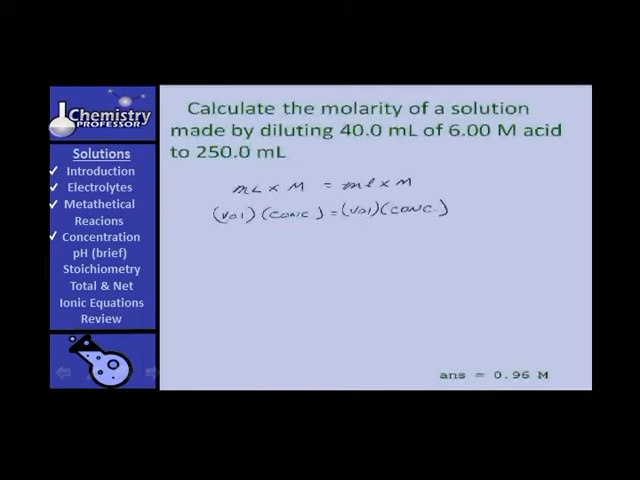 Chemistry
PROFESSOR
Solutions
Introduction
Electrolytes
Metathetical
Reacions
Concentration
pH (brief)
Stoichiometry
Total & Net
Ionic Equations
Review
Calculate the molarity of a solution
made by diluting 40.0 mL of 6.00 M acid
to 250.0 mL
mL x M = ml x M
(vol) (conc) = (vol) (conc.)
ans = 0.96 M